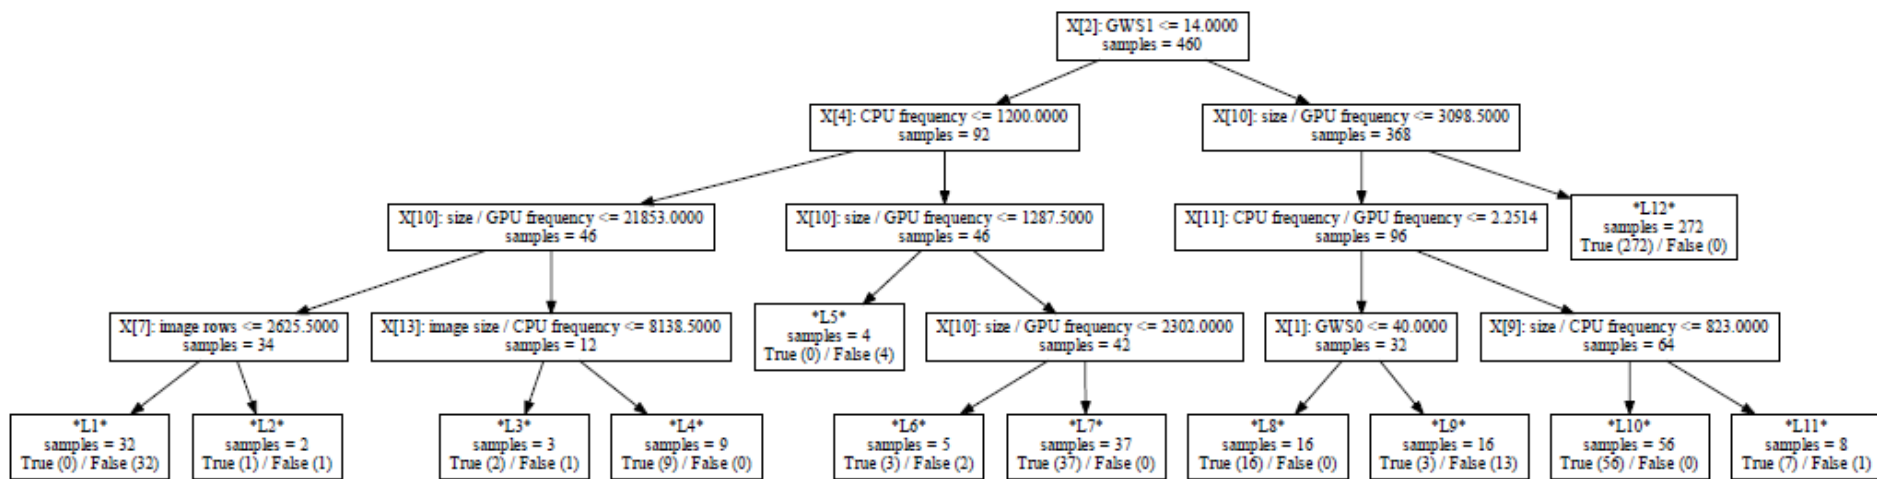 X[2]: GWS1 <= 14.0000
samples = 460
X[4]: CPU frequency <= 1200.0000
samples = 92
X[10]: size / GPU frequency <= 3098.5000
samples = 368
X[10]: size / GPU frequency <= 21853.0000
samples = 46
X[10]: size / GPU frequency <= 1287.5000
samples = 46
X[11]: CPU frequency / GPU frequency <= 2.2514
samples = 96
*L12*
samples = 272
True (272) / False (0)
X[7]: image rows <= 2625.5000
samples = 34
X[13]: image size / CPU frequency <= 8138.5000
samples = 12
*L5*
samples = 4
True (0) / False (4)
X[10]: size / GPU frequency <= 2302.0000
samples = 42
X[1]: GWS0 <= 40.0000
samples = 32
X[9]: size / CPU frequency <= 823.0000
samples = 64
*L1*
samples = 32
True (0) / False (32)
*L2*
samples = 2
True (1) / False (1)
*L3*
samples = 3
True (2) / False (1)
*L4*
samples = 9
True (9) / False (0)
*L6*
samples = 5
True (3) / False (2)
*L7*
samples = 37
True (37) / False (0)
*L8*
samples = 16
True (16) / False (0)
*L9*
samples = 16
True (3) / False (13)
*L10*
samples = 56
True (56) / False (0)
*L11*
samples = 8
True (7) / False (1)